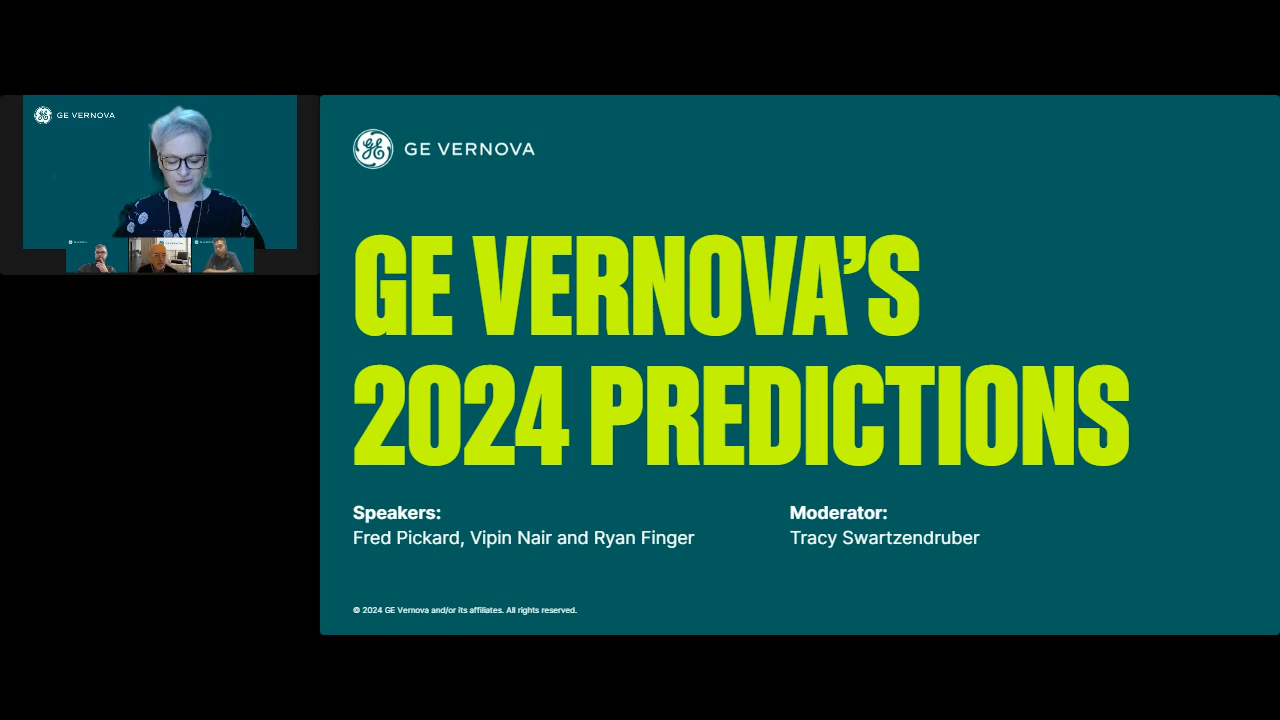 GE VERNOVA
GE VERNOVA
GE VERNOVA’S
2024 PREDICTIONS
Speakers:
Fred Pickard, Vipin Nair and Ryan Finger
Moderator:
Tracy Swartzendruber
© 2024 GE Vernova and/or its affiliates. All rights reserved.